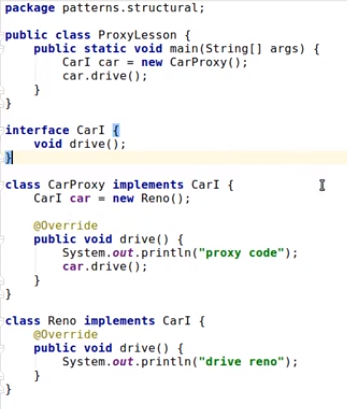 package patterns.structural;
public class ProxyLesson {
public static void main(String[] args) {
CarI car = new CarProxy();
car.drive();
}
}
interface CarI {
void drive();
}
class CarProxy implements CarI {
CarI car = new Reno();
@Override
public void drive() {
System.out.println("proxy code");
car.drive();
}
}
class Reno implements CarI {
@Override
public void drive() {
System.out.println("drive reno");
}
}